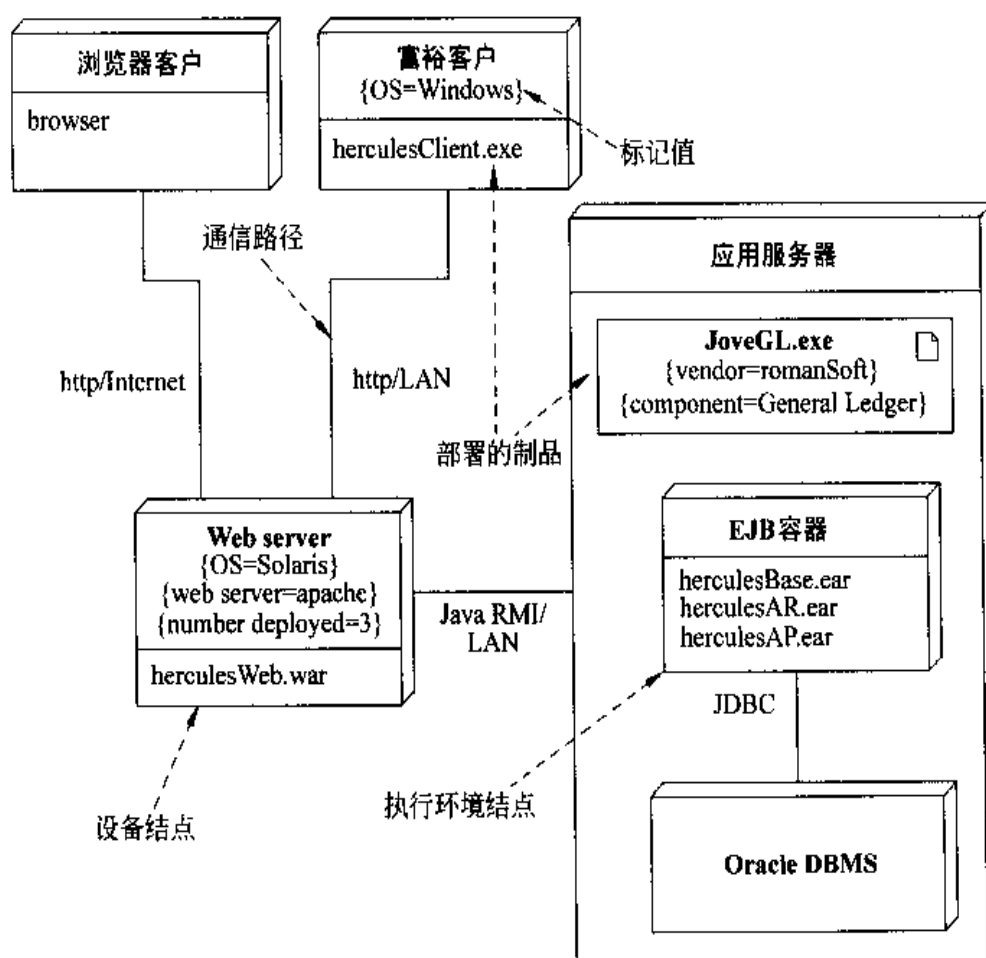 浏览器客户
browser
富裕客户
{OS=Windows}
herculesClient.exe
标记值
通信路径
http/Internet
http/LAN
部署的制品
应用服务器
JoveGL.exe
{vendor=romanSoft}
{component=General Ledger}
Web server
{OS=Solaris}
{web server=apache}
{number deployed=3}
herculesWeb.war
Java RMI/
LAN
EJB容器
herculesBase.ear
herculesAR.ear
herculesAP.ear
JDBC
设备结点
执行环境结点
Oracle DBMS